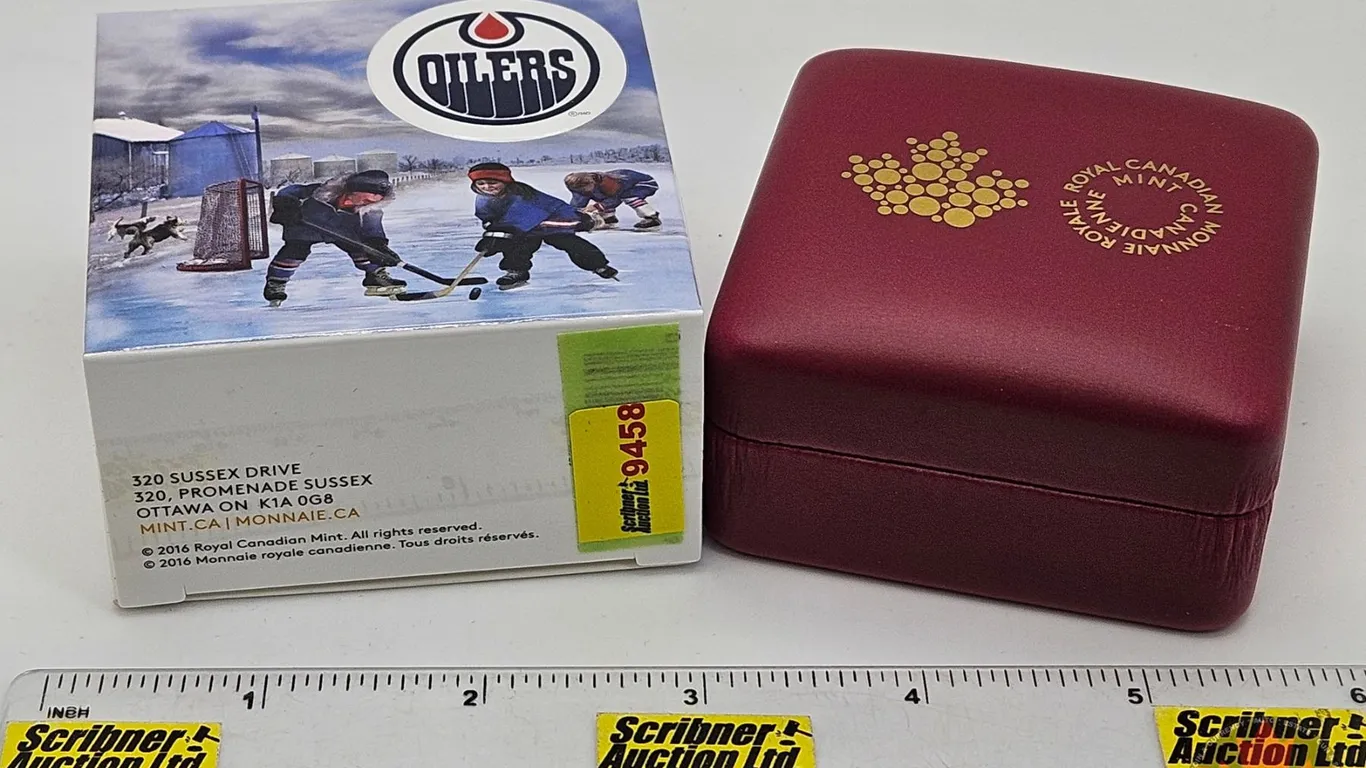 OILERS
ROYAL CANADIAN MINT
MONNAIE ROYALE CANADIENNE
320 SUSSEX DRIVE
320, PROMENADE SUSSEX
OTTAWA ON K1A 0G8
MINT.CA | MONNAIE.CA
© 2016 Royal Canadian Mint. All rights reserved.
© 2016 Monnaie royale canadienne. Tous droits réservés.
9458
Scribner
Auction Ltd.
1 2 3 4 5 6
INCH
Scribner
Auction Ltd
Scribner
Auction Ltd
Scribner
Auction Ltd